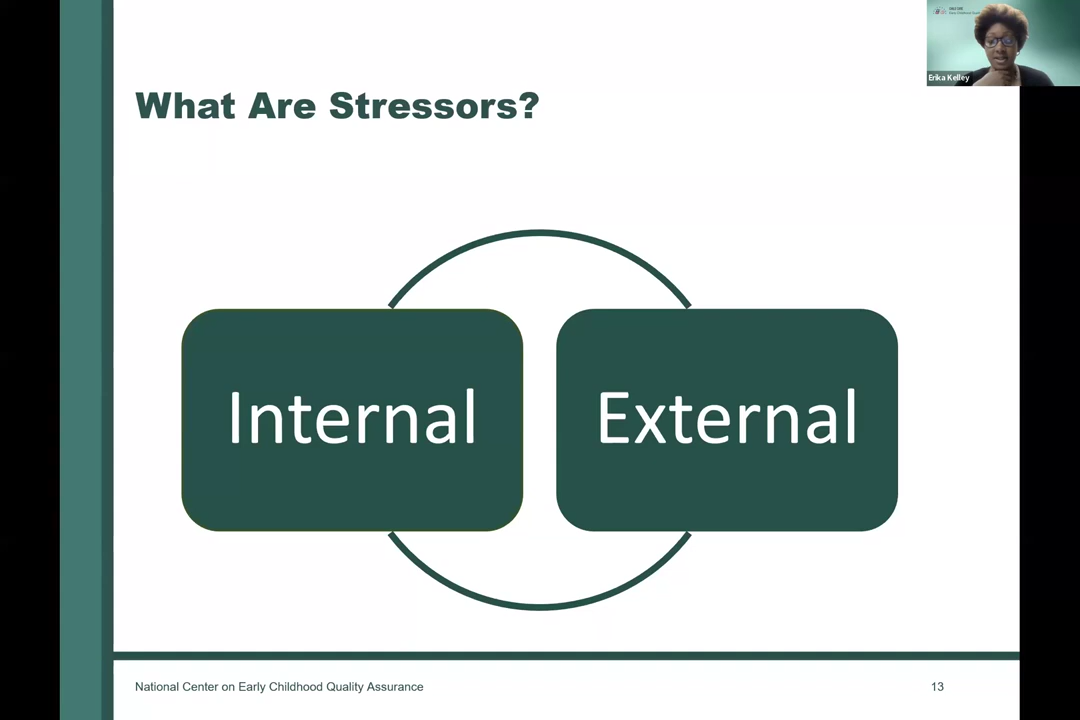 What Are Stressors?
Erika Kelley
Internal
External
National Center on Early Childhood Quality Assurance
13